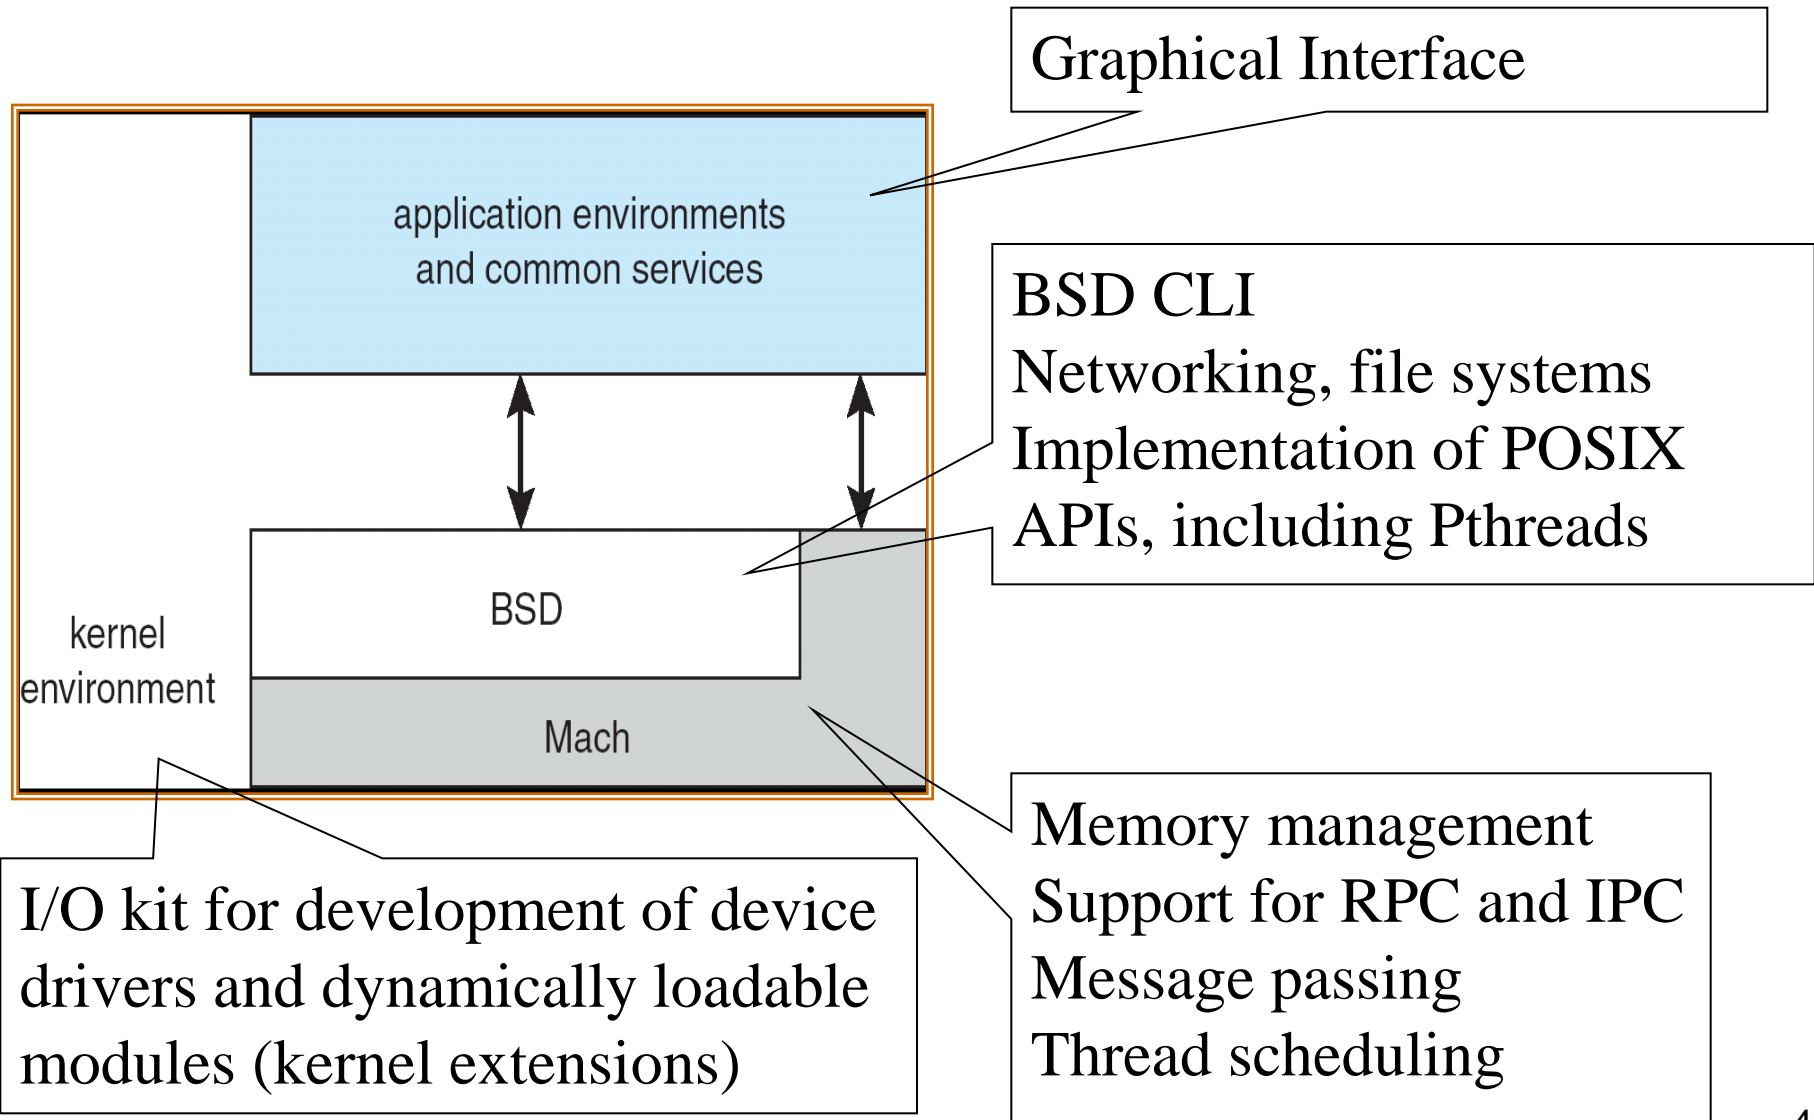 Graphical Interface
application environments
and common services
BSD CLI
Networking, file systems
Implementation of POSIX
APIs, including Pthreads
BSD
kernel
environment
Mach
Memory management
Support for RPC and IPC
Message passing
Thread scheduling
I/O kit for development of device
drivers and dynamically loadable
modules (kernel extensions)